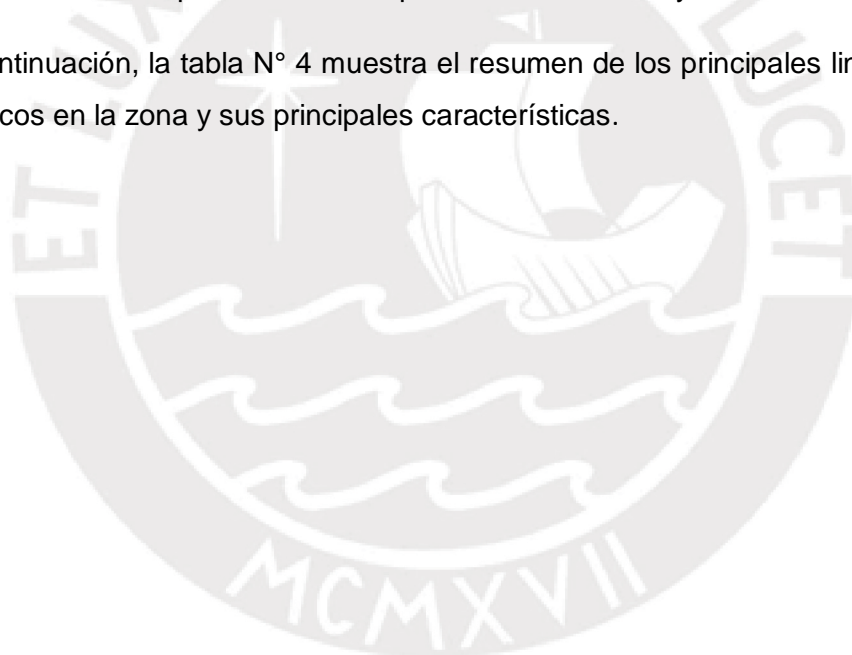 ntinuación, la tabla N° 4 muestra el resumen de los principales lin
cos en la zona y sus principales características.
ET LUX
LUCET
MCMXVII